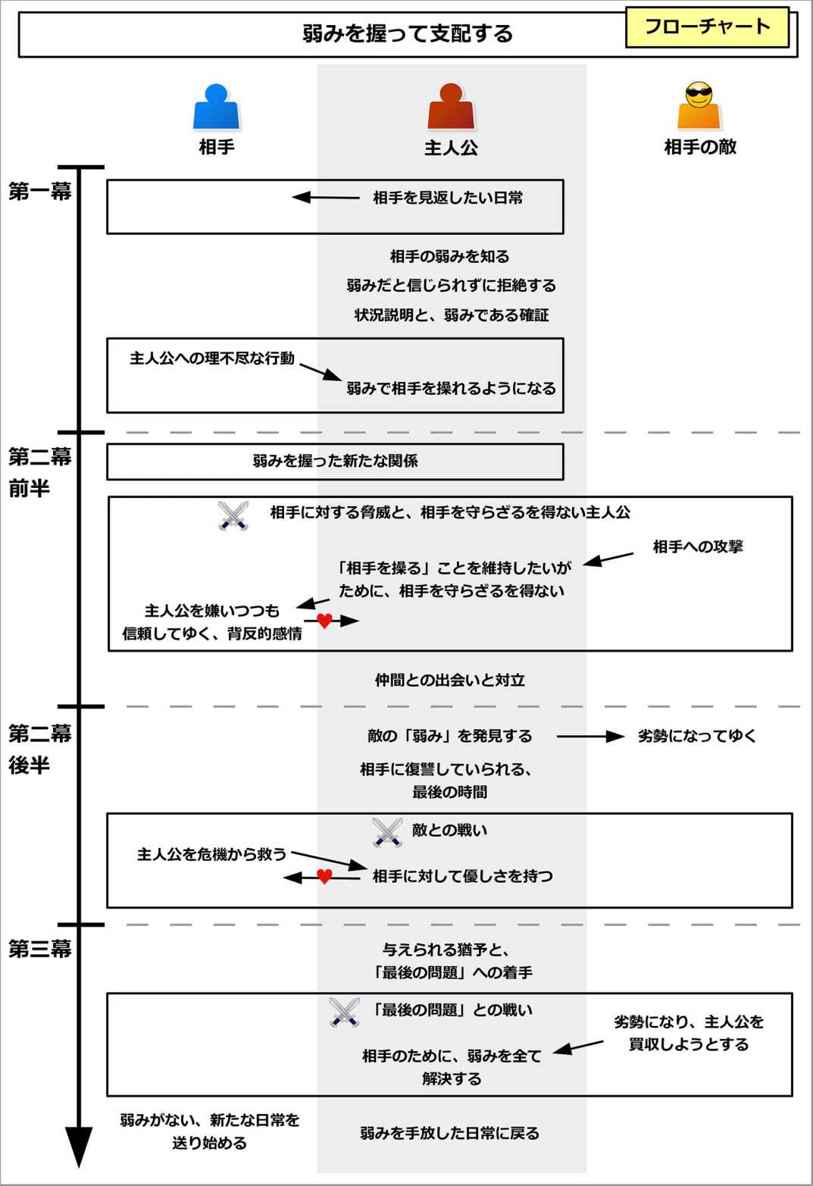 弱みを握って支配する
フローチャート
相手
主人公
相手の敵
第一幕
相手を見返したい日常
相手の弱みを知る
弱みだと信じられずに拒絶する
状況説明と、弱みである確証
主人公への理不尽な行動
弱みで相手を操れるようになる
第二幕
前半
弱みを握った新たな関係
相手に対する脅威と、相手を守らざるを得ない主人公
相手への攻撃
「相手を操る」ことを維持したいが
ために、相手を守らざるを得ない
主人公を嫌いつつも
信頼してゆく、背反的感情
仲間との出会いと対立
第二幕
後半
敵の「弱み」を発見する
劣勢になってゆく
相手に復讐していられる、
最後の時間
敵との戦い
主人公を危機から救う
相手に対して優しさを持つ
第三幕
与えられる猶予と、
「最後の問題」への着手
「最後の問題」との戦い
劣勢になり、主人公を
買収しようとする
相手のために、弱みを全て
解決する
弱みがない、新たな日常を
送り始める
弱みを手放した日常に戻る